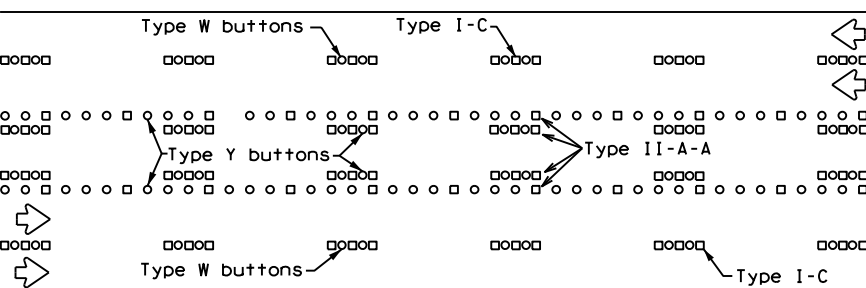 Type W buttons
Type I-C
Type Y buttons
Type II-A-A
Type W buttons
Type I-C